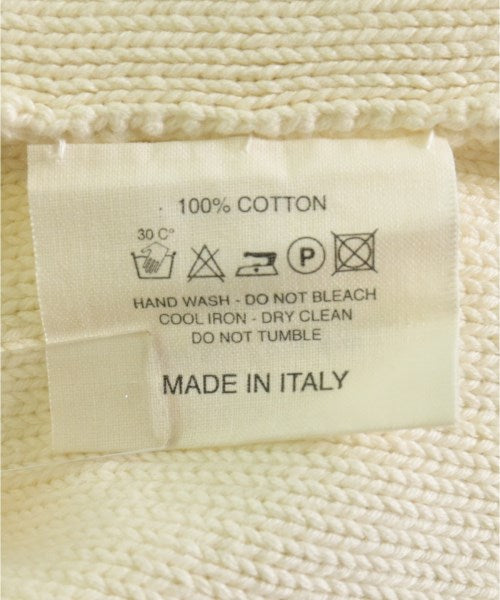 100% COTTON
30 C°
P
HAND WASH - DO NOT BLEACH
COOL IRON - DRY CLEAN
DO NOT TUMBLE
MADE IN ITALY